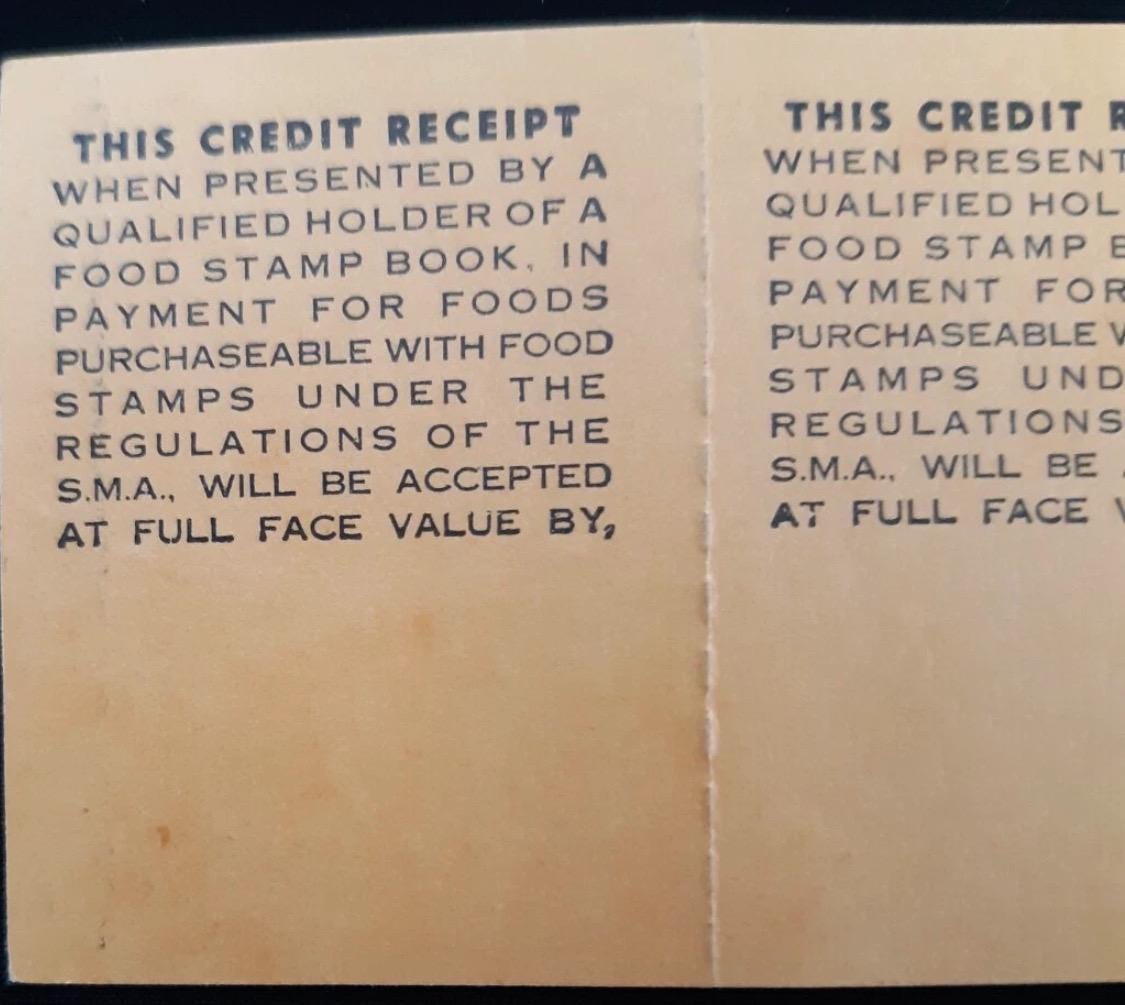 THIS CREDIT RECEIPT
WHEN PRESENTED BY A
QUALIFIED HOLDER OF A
FOOD STAMP BOOK, IN
PAYMENT FOR FOODS
PURCHASEABLE WITH FOOD
STAMPS UNDER THE
REGULATIONS OF THE
S.M.A., WILL BE ACCEPTED
AT FULL FACE VALUE BY,
THIS CREDIT
WHEN PRESENT
QUALIFIED HOL
FOOD STAMP
PAYMENT FOR
PURCHASEABLE
STAMPS UND
REGULATIONS
S.M.A., WILL BE
AT FULL FACE